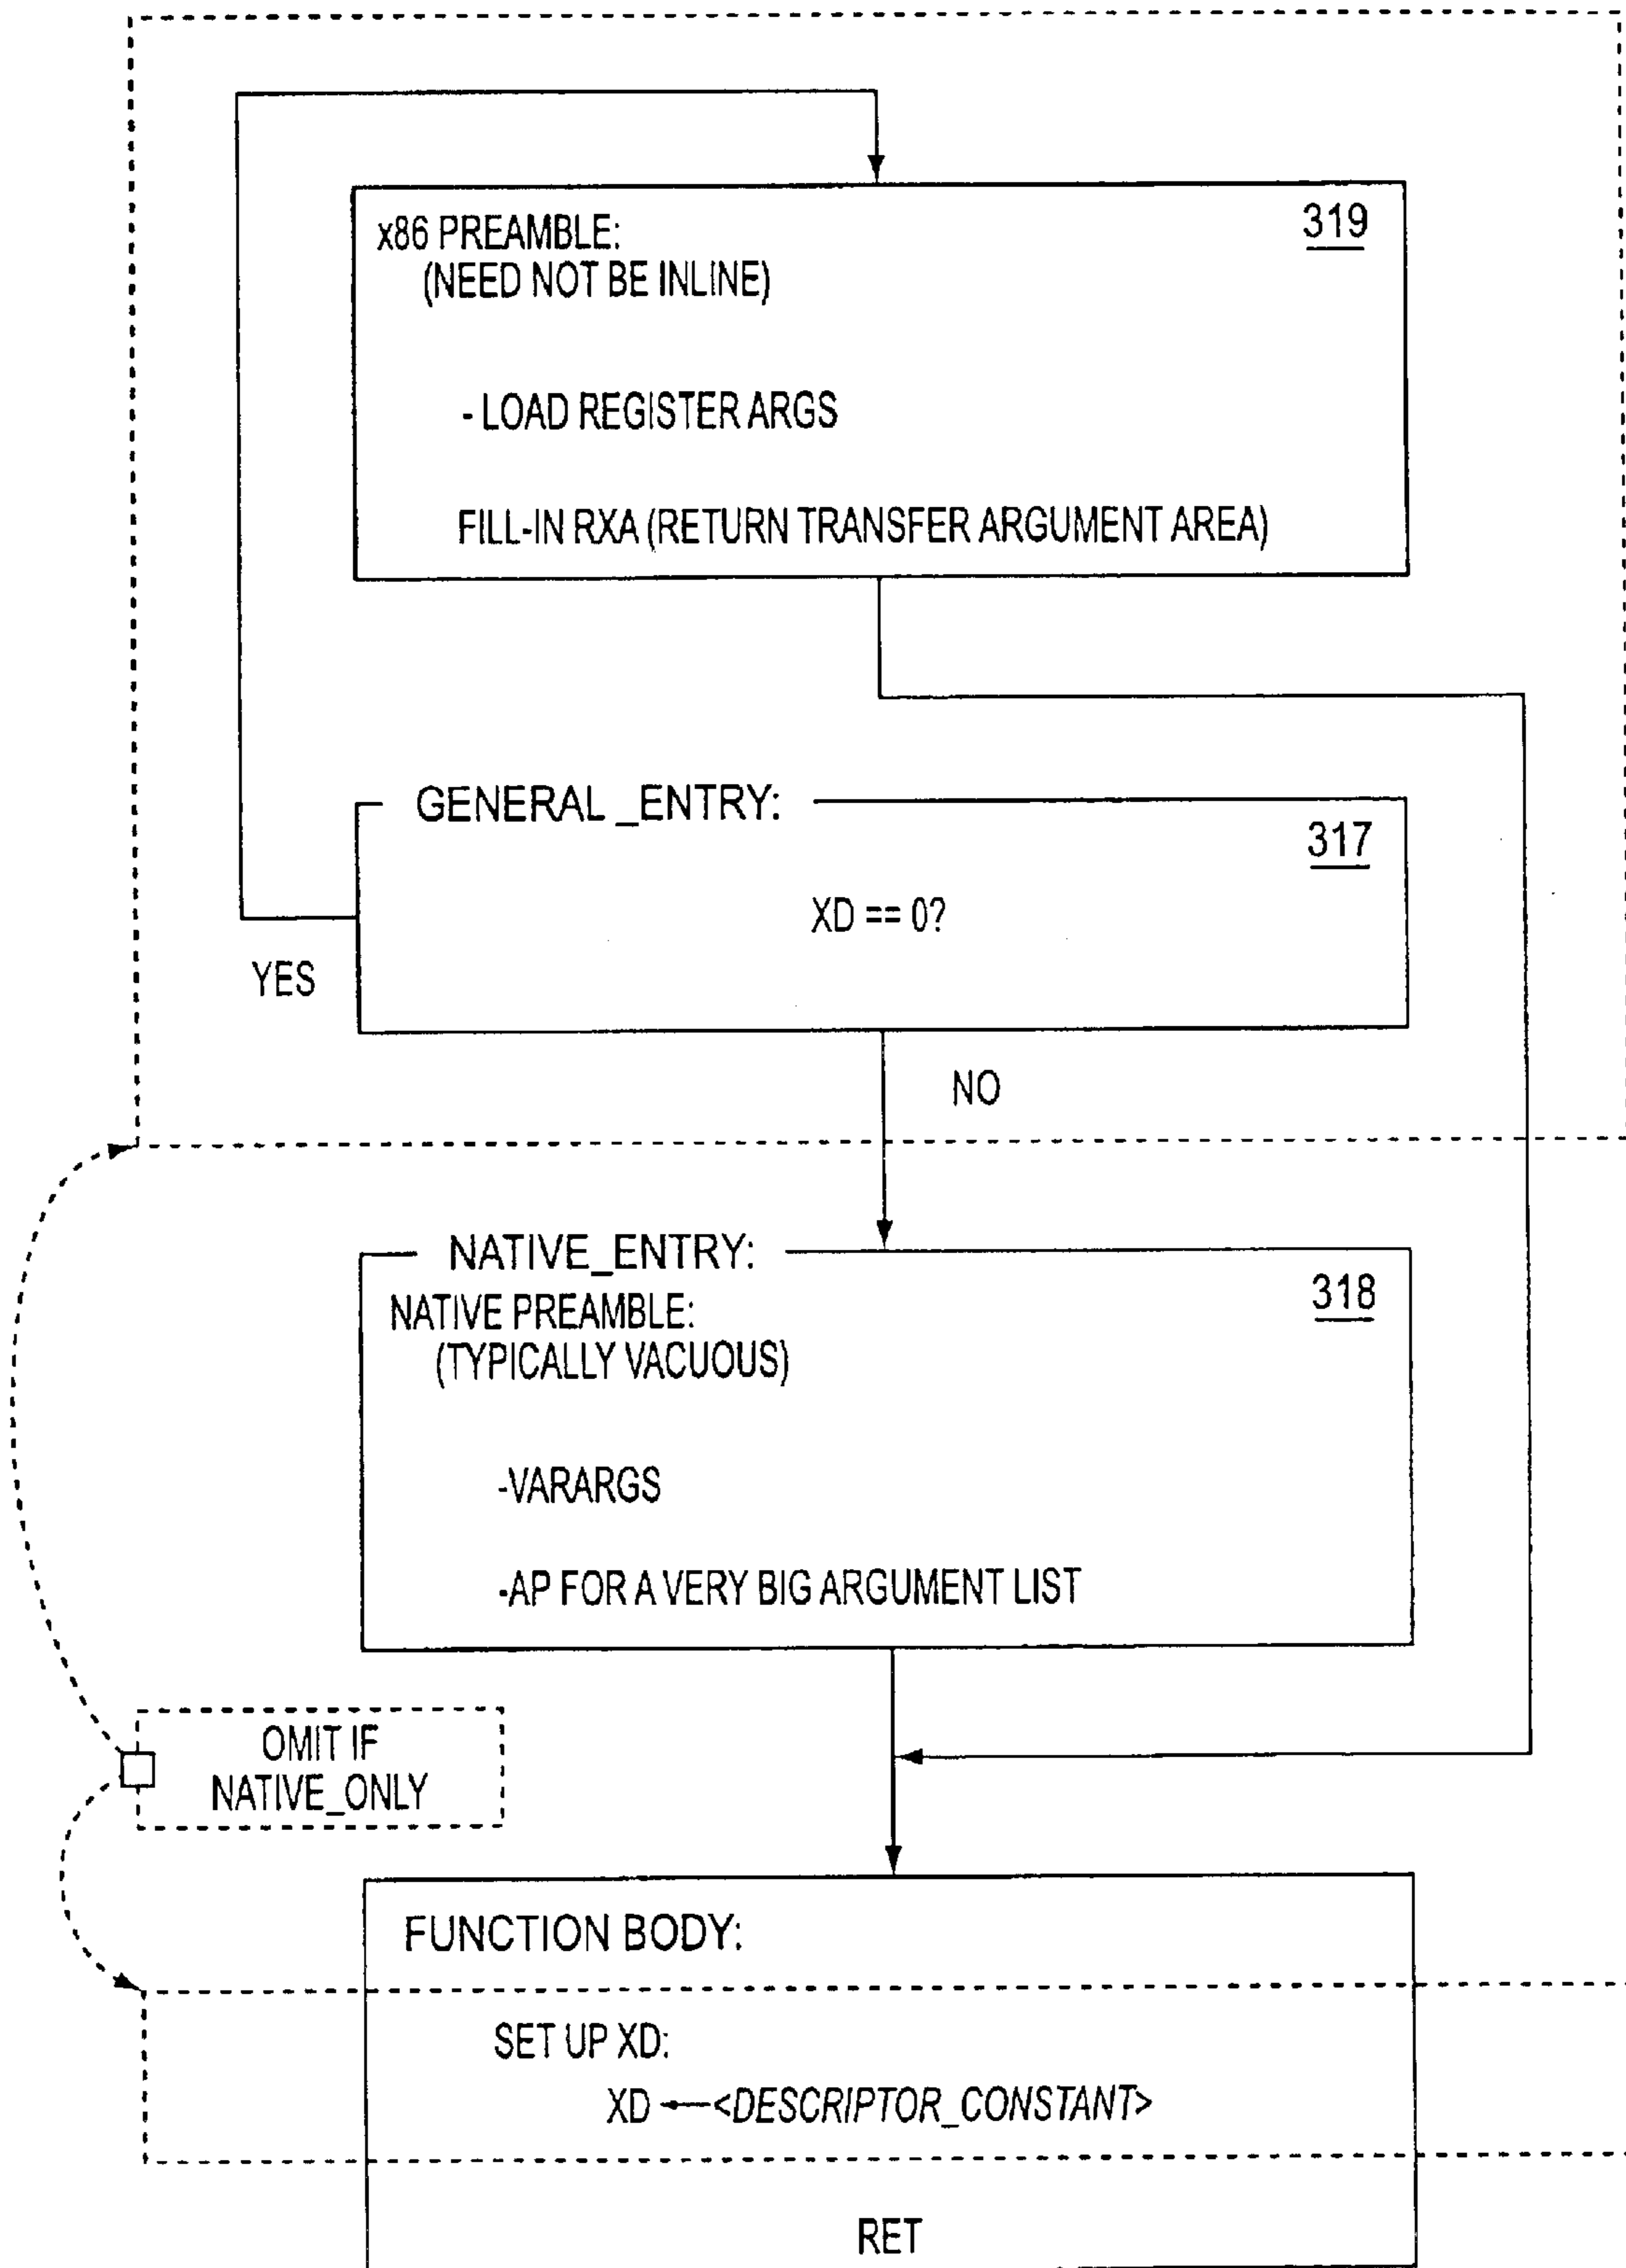 x86 PREAMBLE:
319
(NEED NOT BE INLINE)
- LOAD REGISTER ARGS
FILL-IN RXA (RETURN TRANSFER ARGUMENT AREA)
GENERAL _ENTRY:
317
XD == 0?
YES
NO
NATIVE_ENTRY:
318
NATIVE PREAMBLE:
(TYPICALLY VACUOUS)
-VARARGS
-AP FOR A VERY BIG ARGUMENT LIST
OMIT IF
NATIVE_ONLY
FUNCTION BODY:
SET UP XD:
XD ←<DESCRIPTOR_CONSTANT>
RET